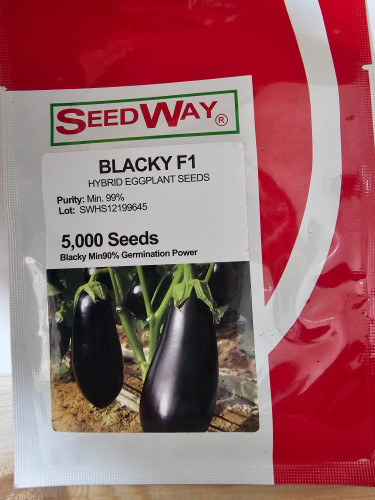 SEEDWAY®
BLACKY F1
HYBRID EGGPLANT SEEDS
Purity: Min. 99%
Lot: SWHS12199645
5,000 Seeds
Blacky Min90% Germination Power